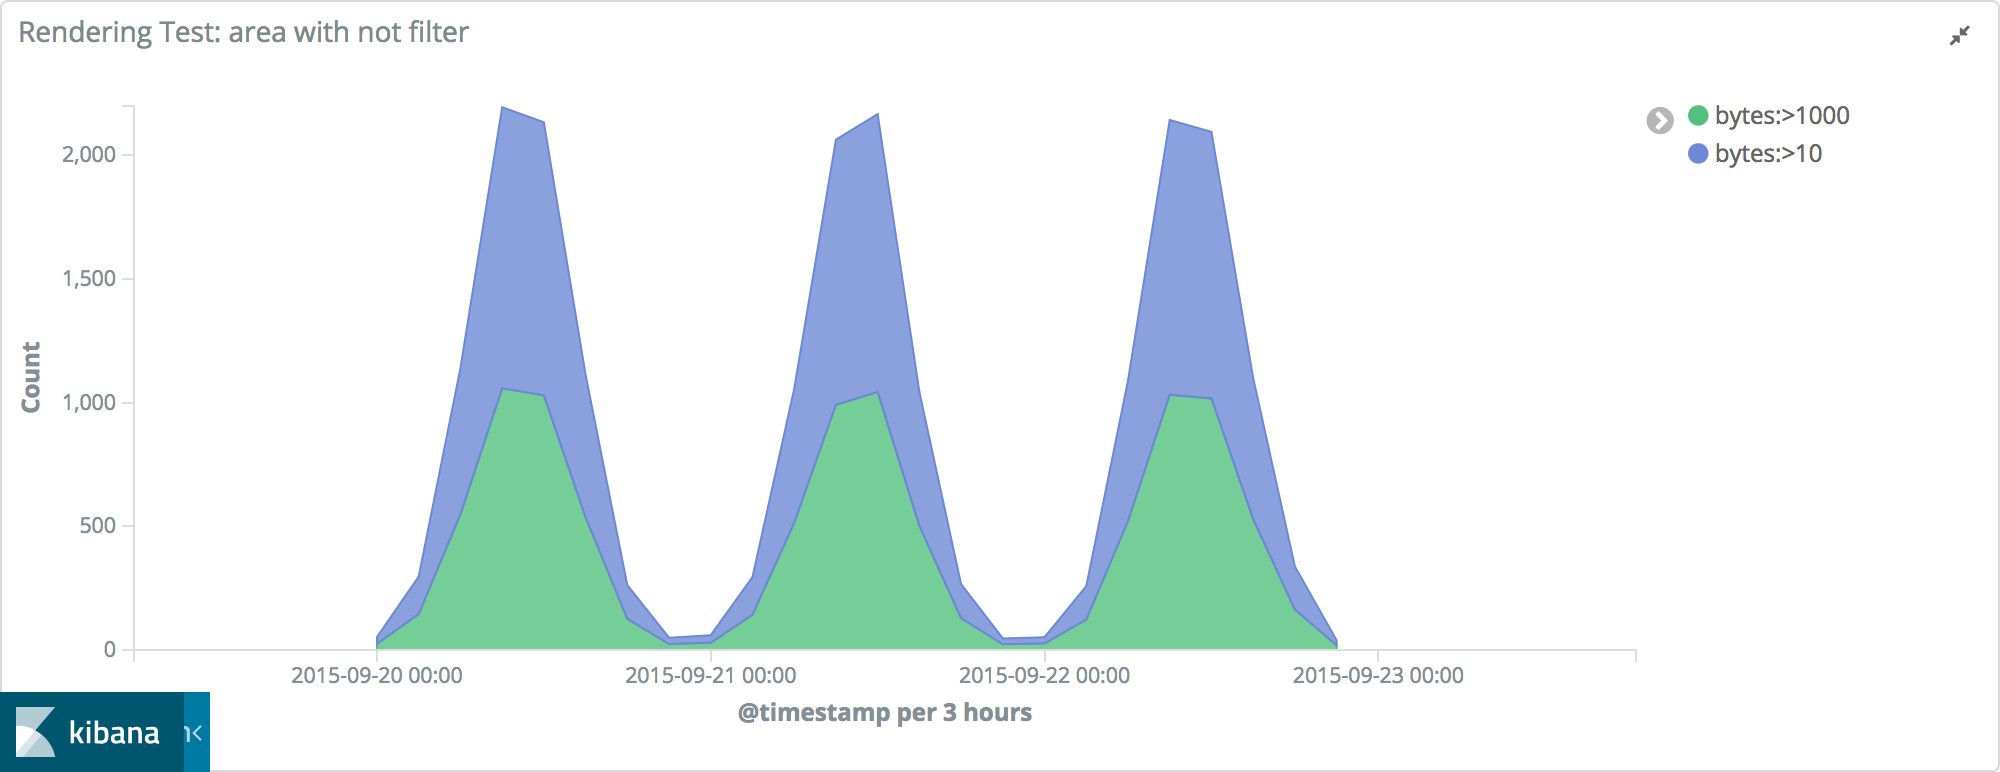 Rendering Test: area with not filter
bytes:>1000
bytes:>10
2,000
1,500
1,000
500
0
Count
2015-09-20 00:00
2015-09-21 00:00
2015-09-22 00:00
2015-09-23 00:00
@timestamp per 3 hours
kibana